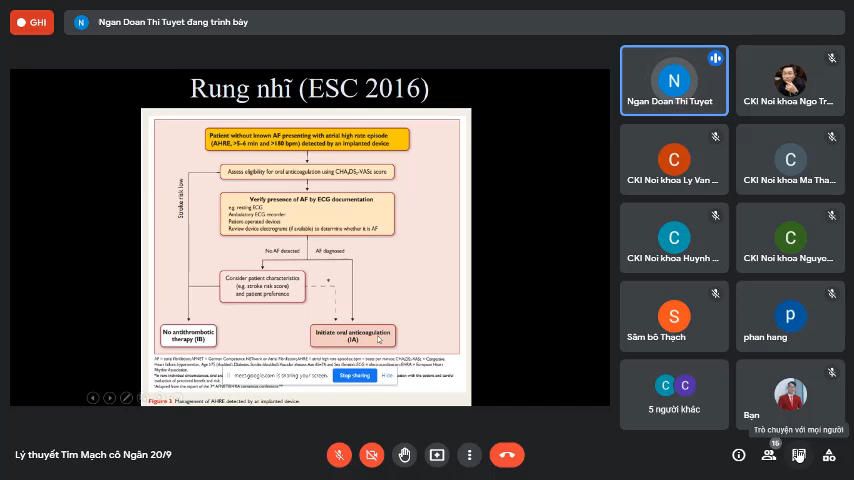 GHI
N
Ngan Doan Thi Tuyet đang trình bày
Rung nhĩ (ESC 2016)
Patient without known AF presenting with atrial high rate episode
(AHRE, >5–6 min and >180 bpm) detected by an implanted device
Assess eligibility for oral anticoagulation using CHA2DS2-VASc score
Stroke risk low
Verify presence of AF by ECG documentation
e.g. resting ECG
Ambulatory ECG recorder
Patient-operated devices
Review device electrograms (if available) to determine whether it is AF
No AF detected
AF diagnosed
Consider patient characteristics
(e.g. stroke risk score)
and patient preference
No antithrombotic
therapy (IB)
Initiate oral anticoagulation
(IA)
meet.google.com is sharing your screen.
Stop sharing
Hide
Figure 3 Management of AHRE detected by an implanted device.
N
Ngan Doan Thi Tuyet
CKI Noi khoa Ngo Tr...
C
CKI Noi khoa Ly Van ...
C
CKI Noi khoa Ma Tha...
C
CKI Noi khoa Huynh ...
C
CKI Noi khoa Nguye...
S
Sâm bô Thạch
p
phan hang
C
C
5 người khác
Bạn
Trò chuyện với mọi người
Lý thuyết Tim Mạch cô Ngân 20/9
16